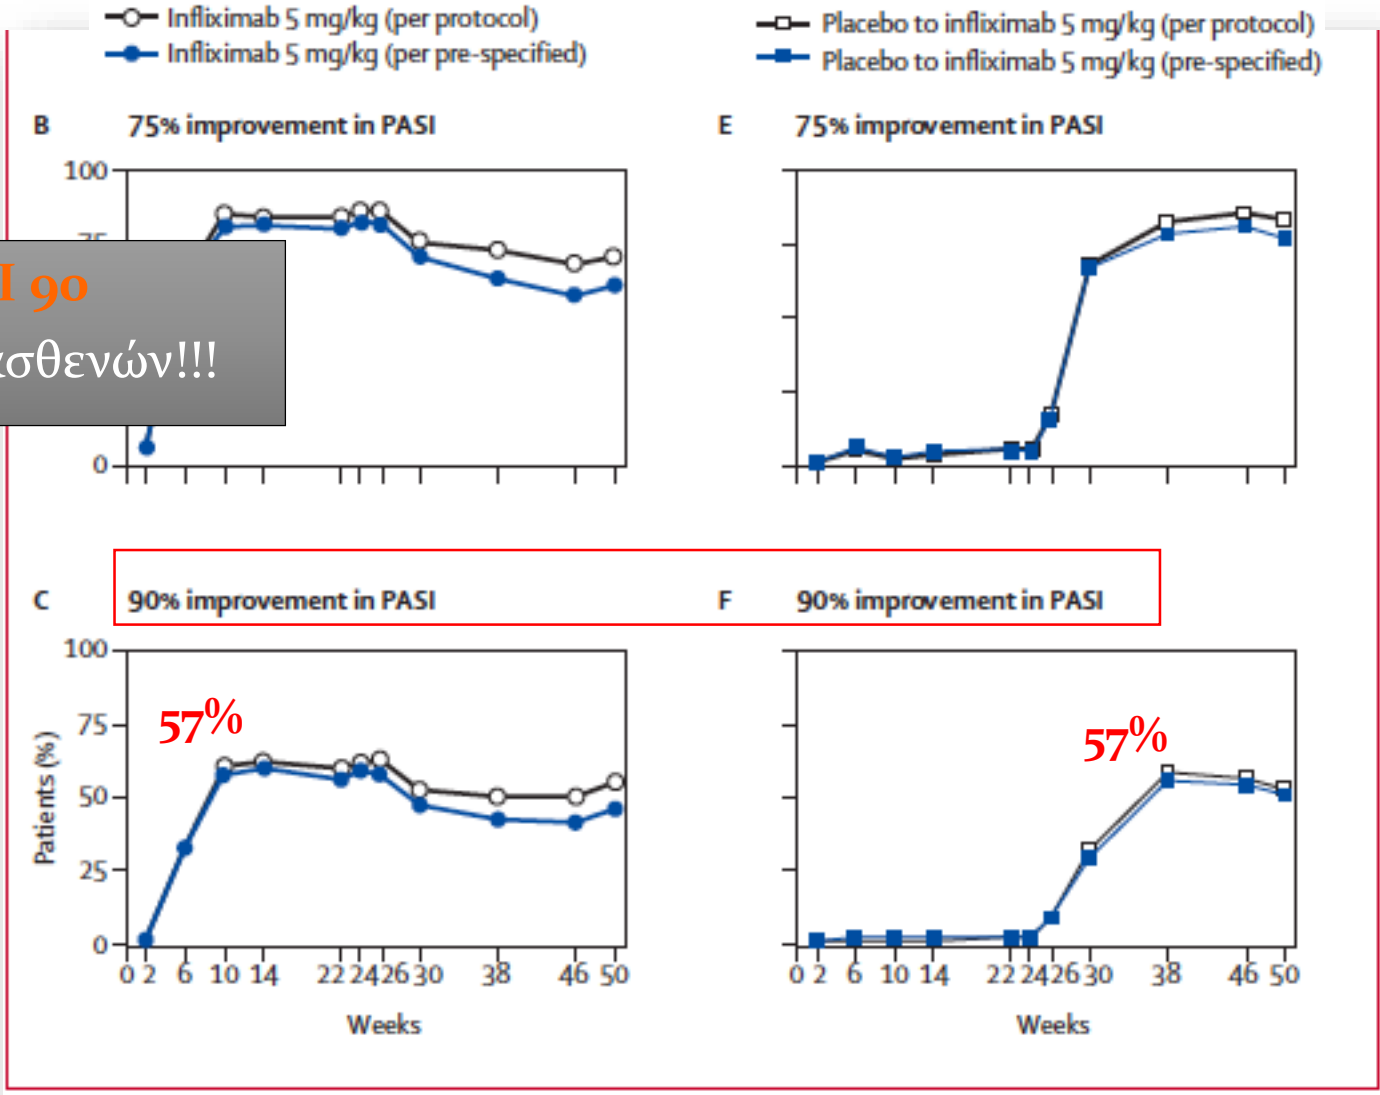 Infliximab 5 mg/kg (per protocol)
Infliximab 5 mg/kg (per pre-specified)
Placebo to infliximab 5 mg/kg (per protocol)
Placebo to infliximab 5 mg/kg (pre-specified)
B 75% improvement in PASI
E 75% improvement in PASI
100
0
90
C 90% improvement in PASI
F 90% improvement in PASI
100
75
50
25
0
Patients (%)
57%
57%
0 2 6 10 14 22 24 26 30 38 46 50
0 2 6 10 14 22 24 26 30 38 46 50
Weeks
Weeks